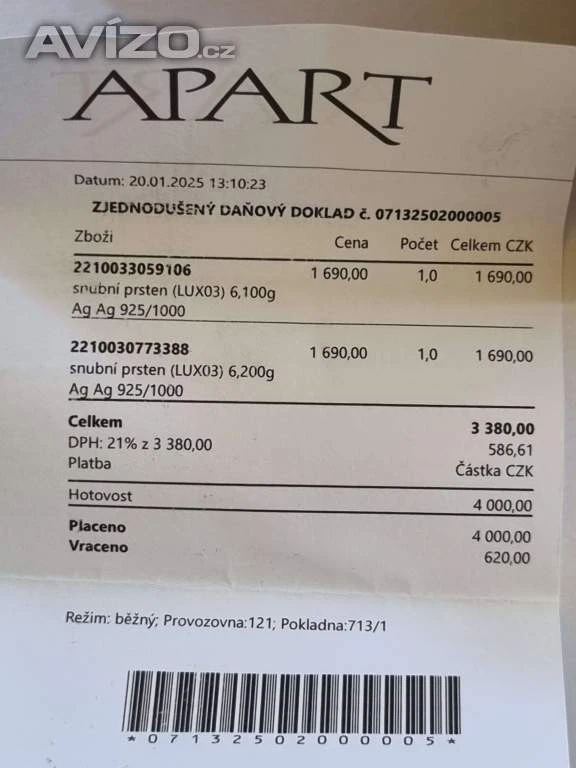 AVÍZO.cz
APART
Datum: 20.01.2025 13:10:23
ZJEDNODUŠENÝ DAŇOVÝ DOKLAD č. 07132502000005
Zboží Cena Počet Celkem CZK
2210033059106 1 690,00 1,0 1 690,00
snubní prsten (LUX03) 6,100g
Ag Ag 925/1000
2210030773388 1 690,00 1,0 1 690,00
snubní prsten (LUX03) 6,200g
Ag Ag 925/1000
Celkem 3 380,00
DPH: 21% z 3 380,00 586,61
Platba Částka CZK
Hotovost 4 000,00
Placeno 4 000,00
Vraceno 620,00
Režim: běžný; Provozovna:121; Pokladna:713/1
*07132502000005*